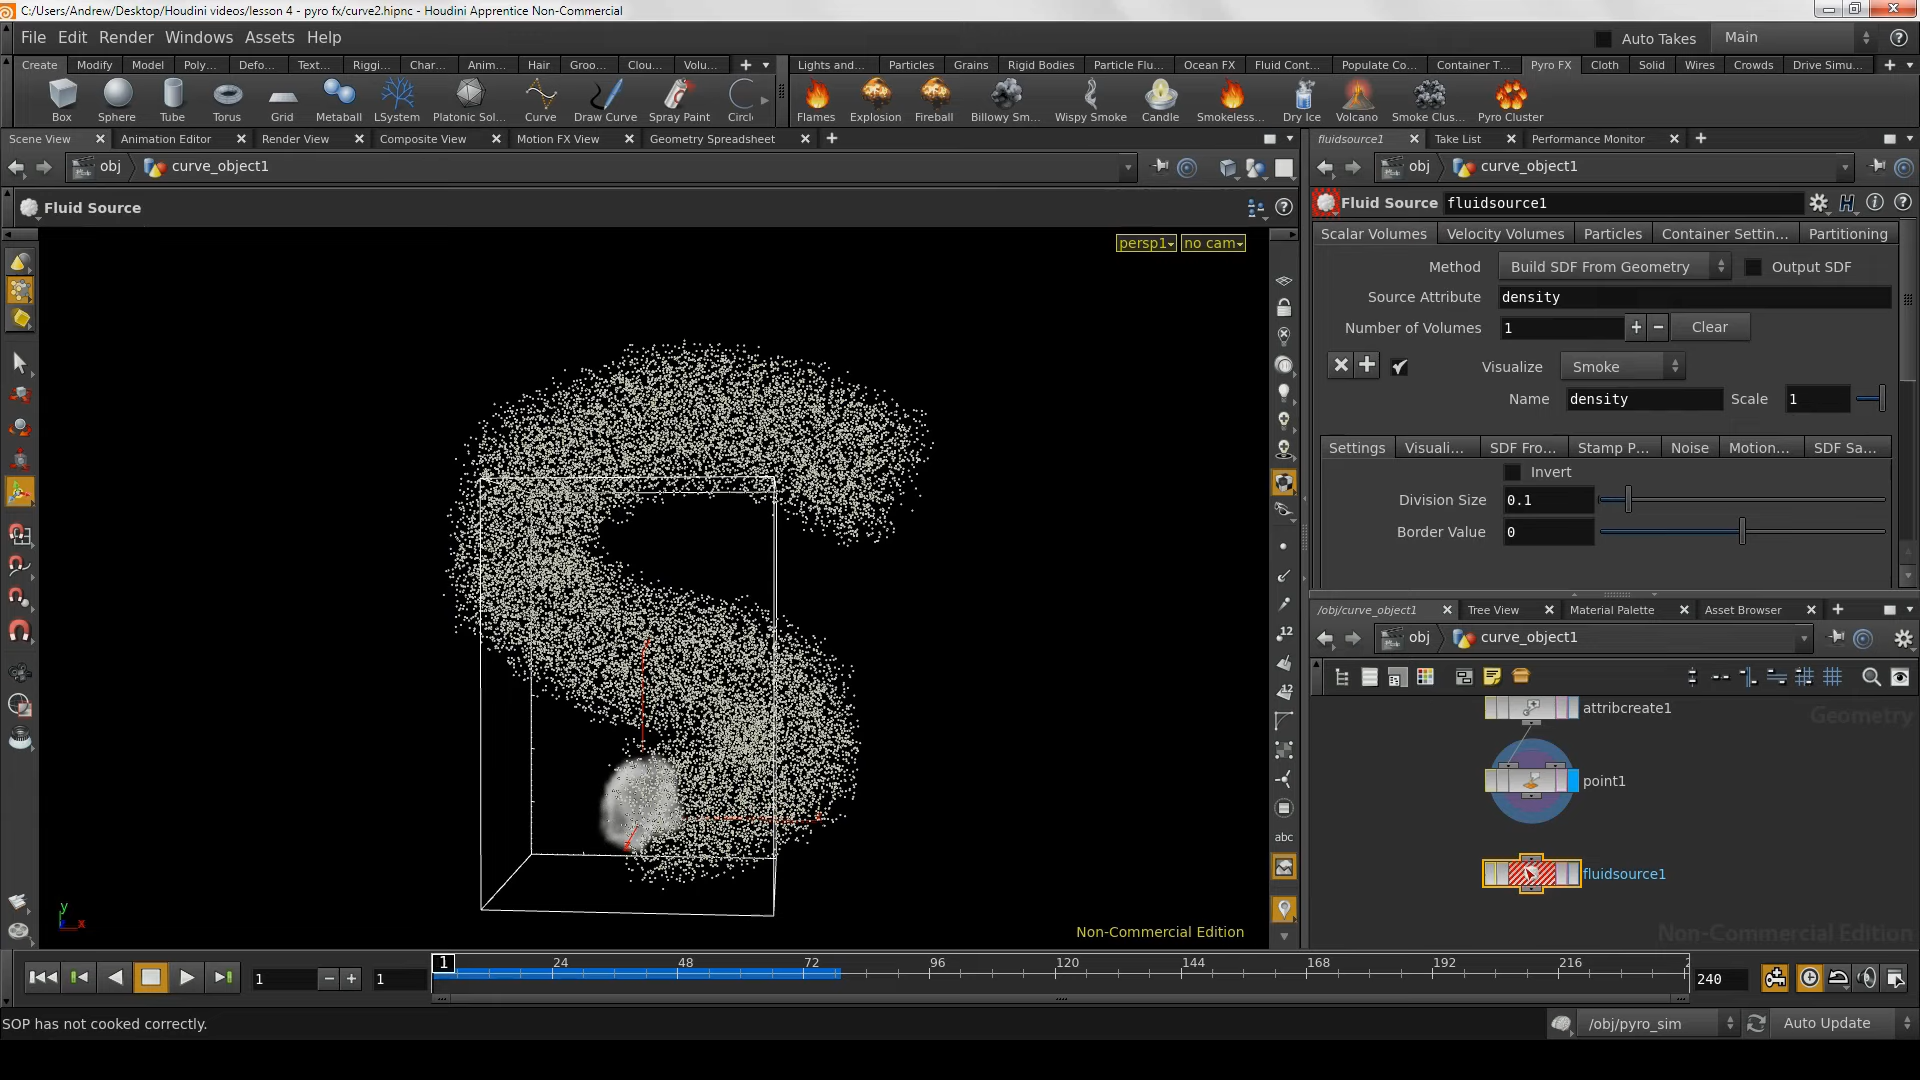 C:/Users/Andrew/Desktop/Houdini videos/lesson 4 - pyro fx/curve2.hipnc - Houdini Apprentice Non-Commercial
File Edit Render Windows Assets Help
Auto Takes Main
Create Modify Model Poly... Defo... Text... Riggi... Char... Anim... Hair Groo... Clou... Volu...
Lights and... Particles Grains Rigid Bodies Particle Flu... Ocean FX Fluid Cont... Populate Co... Container T... Pyro FX Cloth Solid Wires Crowds Drive Simu...
Box Sphere Tube Torus Grid Metaball LSystem Platonic Sol... Curve Draw Curve Spray Paint Circl
Flames Explosion Fireball Billowy Sm... Wispy Smoke Candle Smokeless... Dry Ice Volcano Smoke Clus... Pyro Cluster
Scene View Animation Editor Render View Composite View Motion FX View Geometry Spreadsheet
fluidsource1 Take List Performance Monitor
obj curve_object1
obj curve_object1
Fluid Source
Fluid Source fluidsource1
persp1 no cam
Scalar Volumes Velocity Volumes Particles Container Settin... Partitioning
Method Build SDF From Geometry Output SDF
Source Attribute density
Number of Volumes 1 Clear
Visualize Smoke
Name density Scale 1
Settings Visuali... SDF Fro... Stamp P... Noise Motion... SDF Sa...
Invert
Division Size 0.1
Border Value 0
/obj/curve_object1 Tree View Material Palette Asset Browser
obj curve_object1
12
12
abc
attribcreate1
Geometry
point1
fluidsource1
Non-Commercial Edition
y
x
Non-Commercial Edition
1 1 1 24 48 72 96 120 144 168 192 216 2 240
SOP has not cooked correctly.
/obj/pyro_sim Auto Update